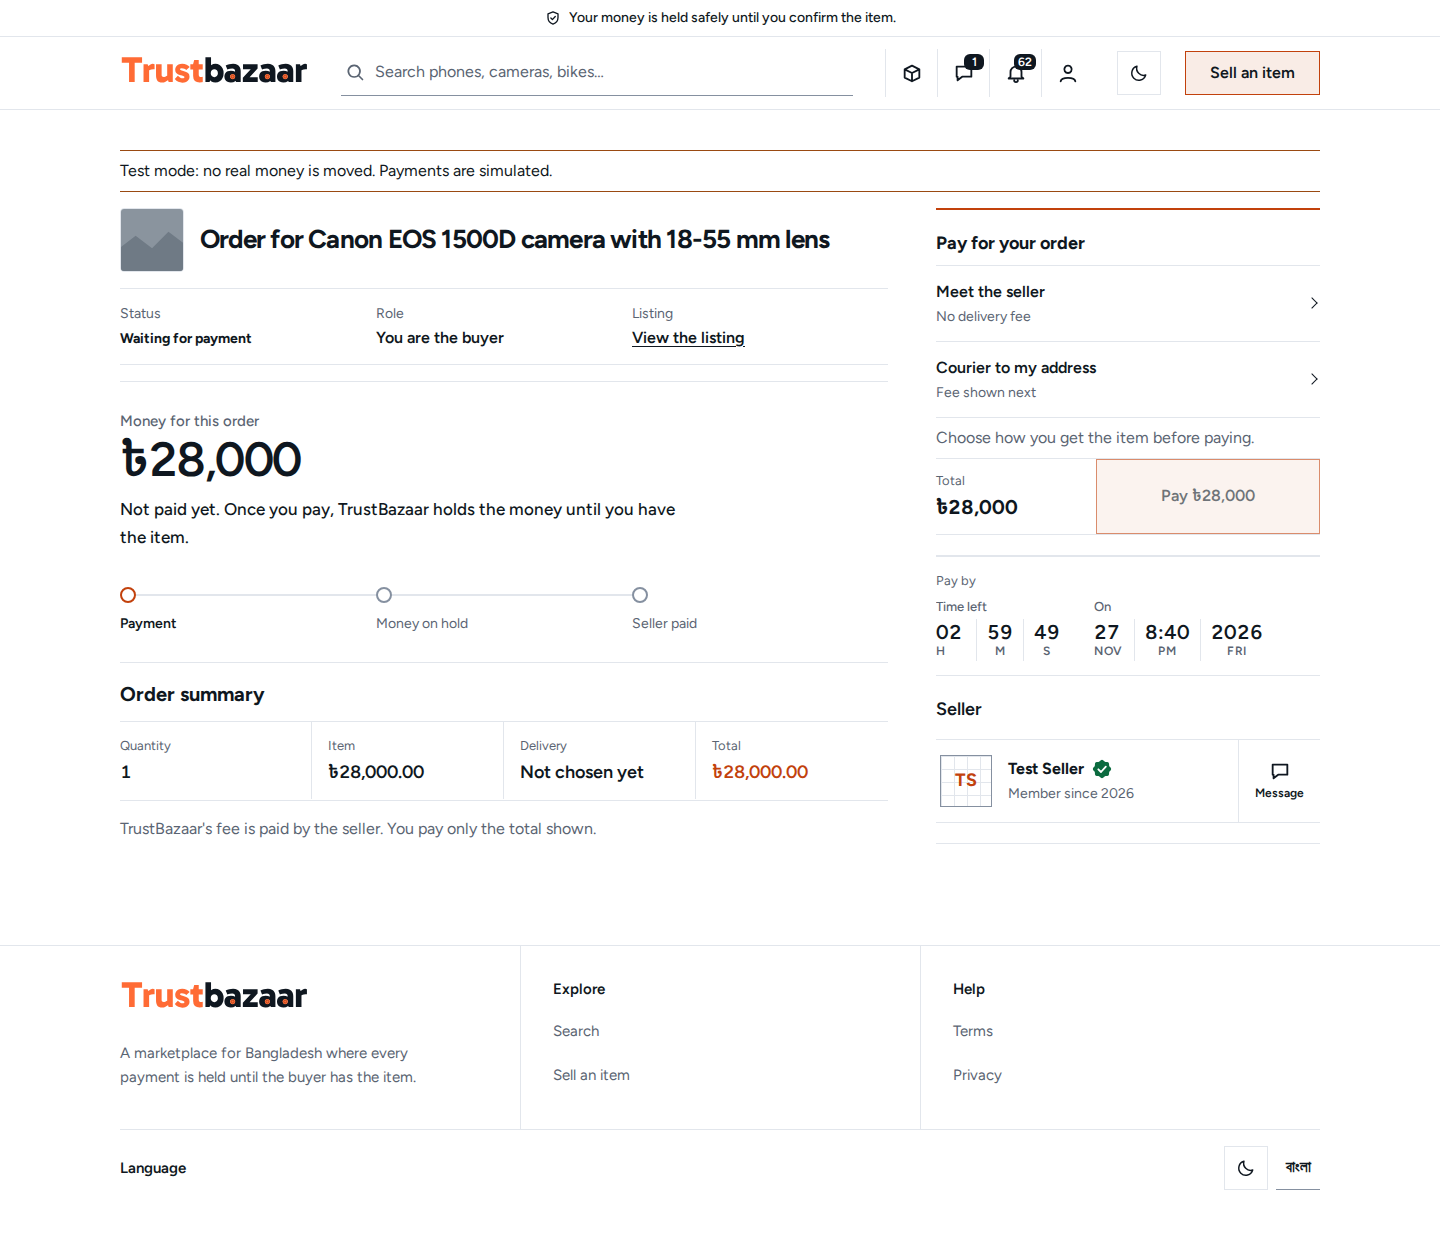 Your money is held safely until you confirm the item.
Trustbazaar
Search phones, cameras, bikes...
1
62
Sell an item
Test mode: no real money is moved. Payments are simulated.
Order for Canon EOS 1500D camera with 18-55 mm lens
Status
Role
Listing
Waiting for payment
You are the buyer
View the listing
Money for this order
৳28,000
Not paid yet. Once you pay, TrustBazaar holds the money until you have
the item.
Payment
Money on hold
Seller paid
Order summary
Quantity
Item
Delivery
Total
1
৳28,000.00
Not chosen yet
৳28,000.00
TrustBazaar's fee is paid by the seller. You pay only the total shown.
Pay for your order
Meet the seller
No delivery fee
Courier to my address
Fee shown next
Choose how you get the item before paying.
Total
৳28,000
Pay ৳28,000
Pay by
Time left
On
02 59 49 27 8:40 2026
H M S NOV PM FRI
Seller
TS
Test Seller
Member since 2026
Message
Trustbazaar
A marketplace for Bangladesh where every
payment is held until the buyer has the item.
Explore
Search
Sell an item
Help
Terms
Privacy
Language
বাংলা